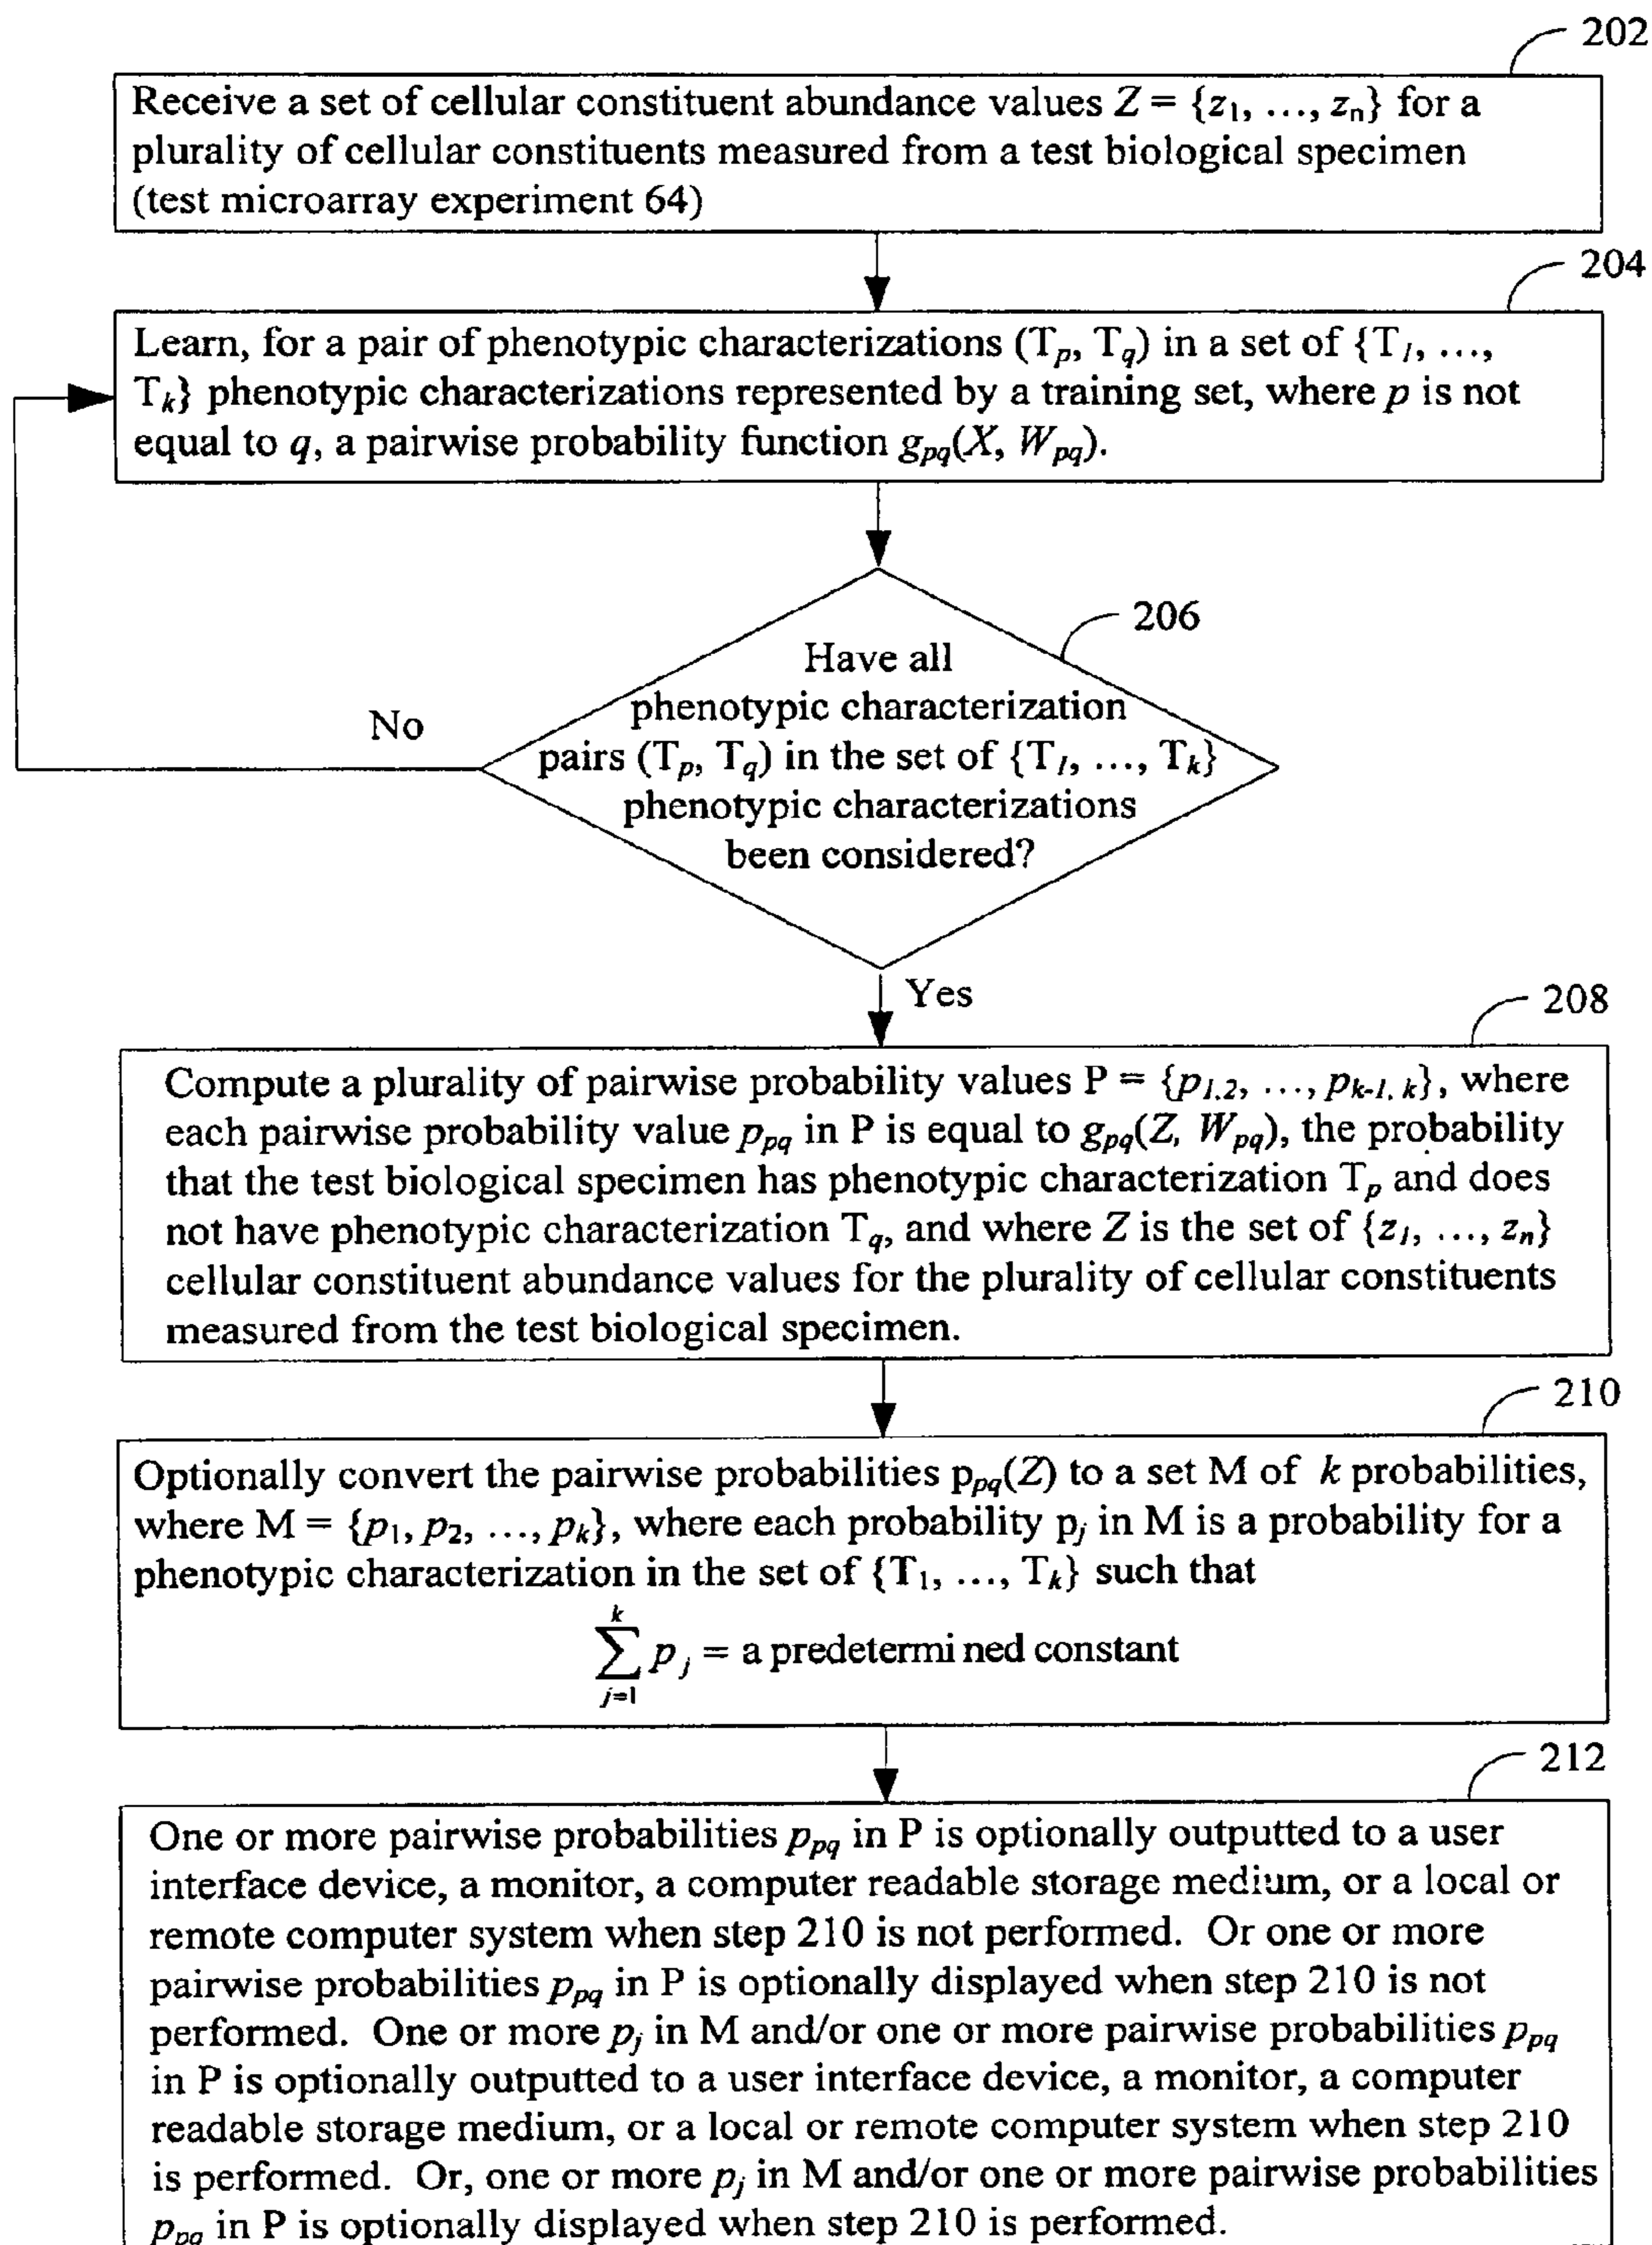 202
Receive a set of cellular constituent abundance values Z = {z1, ..., zn} for a
plurality of cellular constituents measured from a test biological specimen
(test microarray experiment 64)
204
Learn, for a pair of phenotypic characterizations (Tp, Tq) in a set of {T1, ...,
Tk} phenotypic characterizations represented by a training set, where p is not
equal to q, a pairwise probability function gpq(X, Wpq).
206
Have all
phenotypic characterization
pairs (Tp, Tq) in the set of {T1, ..., Tk}
phenotypic characterizations
been considered?
No
Yes
208
Compute a plurality of pairwise probability values P = {p1,2, ..., pk-1, k}, where
each pairwise probability value ppq in P is equal to gpq(Z, Wpq), the probability
that the test biological specimen has phenotypic characterization Tp and does
not have phenotypic characterization Tq, and where Z is the set of {z1, ..., zn}
cellular constituent abundance values for the plurality of cellular constituents
measured from the test biological specimen.
210
Optionally convert the pairwise probabilities ppq(Z) to a set M of k probabilities,
where M = {p1, p2, ..., pk}, where each probability pj in M is a probability for a
phenotypic characterization in the set of {T1, ..., Tk} such that
k
∑ pj = a predetermi ned constant
j=1
212
One or more pairwise probabilities ppq in P is optionally outputted to a user
interface device, a monitor, a computer readable storage medium, or a local or
remote computer system when step 210 is not performed. Or one or more
pairwise probabilities ppq in P is optionally displayed when step 210 is not
performed. One or more pj in M and/or one or more pairwise probabilities ppq
in P is optionally outputted to a user interface device, a monitor, a computer
readable storage medium, or a local or remote computer system when step 210
is performed. Or, one or more pj in M and/or one or more pairwise probabilities
ppq in P is optionally displayed when step 210 is performed.